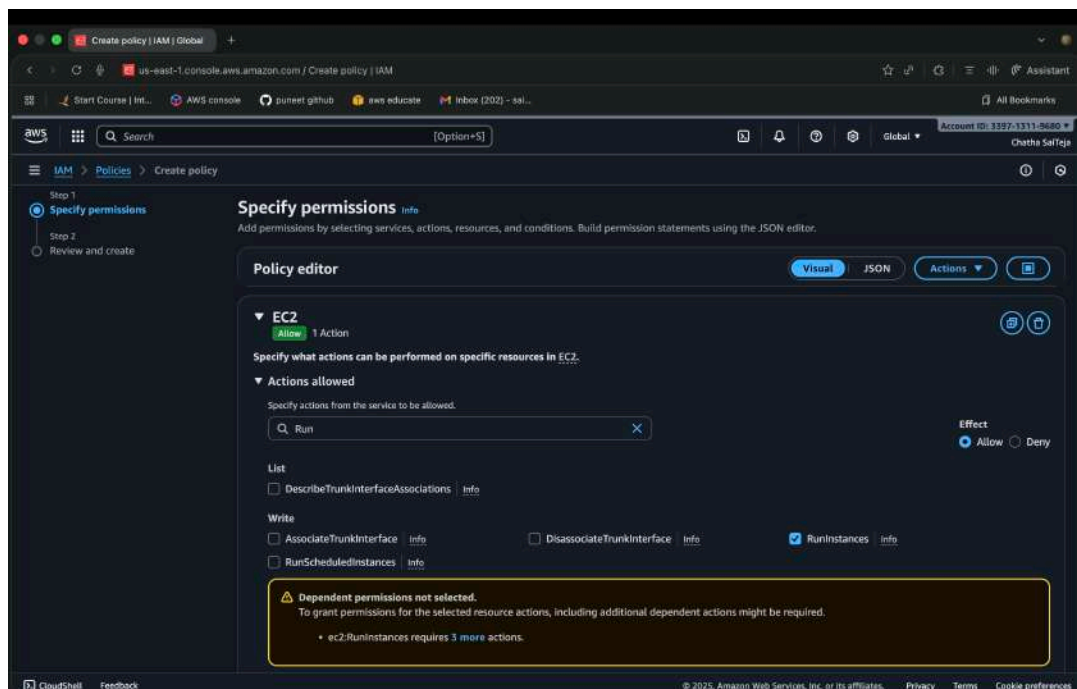 Create policy | IAM | Global
us-east-1.console.aws.amazon.com / Create policy | IAM
Assistant
Start Course | Int... AWS console puneet github aws educate Inbox (202) - sai...
All Bookmarks
aws Search [Option+S] Global
Account ID: 3397-1311-9680
Chatha SaiTeja
IAM > Policies > Create policy
Step 1
Specify permissions
Step 2
Review and create
Specify permissions Info
Add permissions by selecting services, actions, resources, and conditions. Build permission statements using the JSON editor.
Policy editor
Visual JSON Actions
EC2
Allow 1 Action
Specify what actions can be performed on specific resources in EC2.
Actions allowed
Specify actions from the service to be allowed.
Run
Effect
Allow Deny
List
DescribeTrunkInterfaceAssociations Info
Write
AssociateTrunkInterface Info DisassociateTrunkInterface Info RunInstances Info
RunScheduledInstances Info
Dependent permissions not selected.
To grant permissions for the selected resource actions, including additional dependent actions might be required.
• ec2:RunInstances requires 3 more actions.
CloudShell Feedback © 2025, Amazon Web Services, Inc. or its affiliates. Privacy Terms Cookie preferences